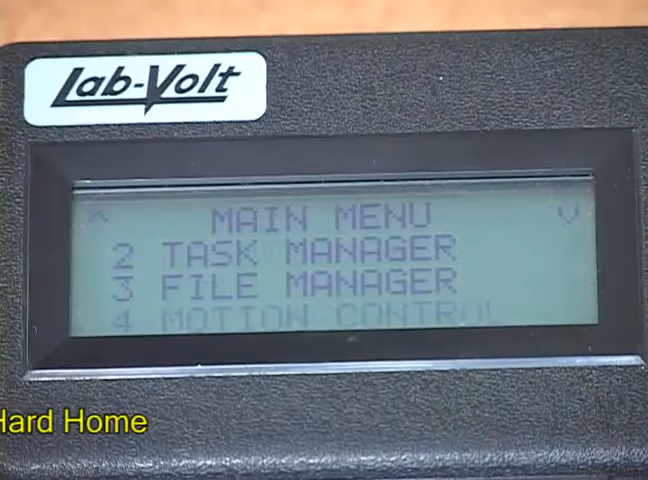 Lab-Volt
^ MAIN MENU v
2 TASK MANAGER
3 FILE MANAGER
4 MOTION CONTROL
Hard Home